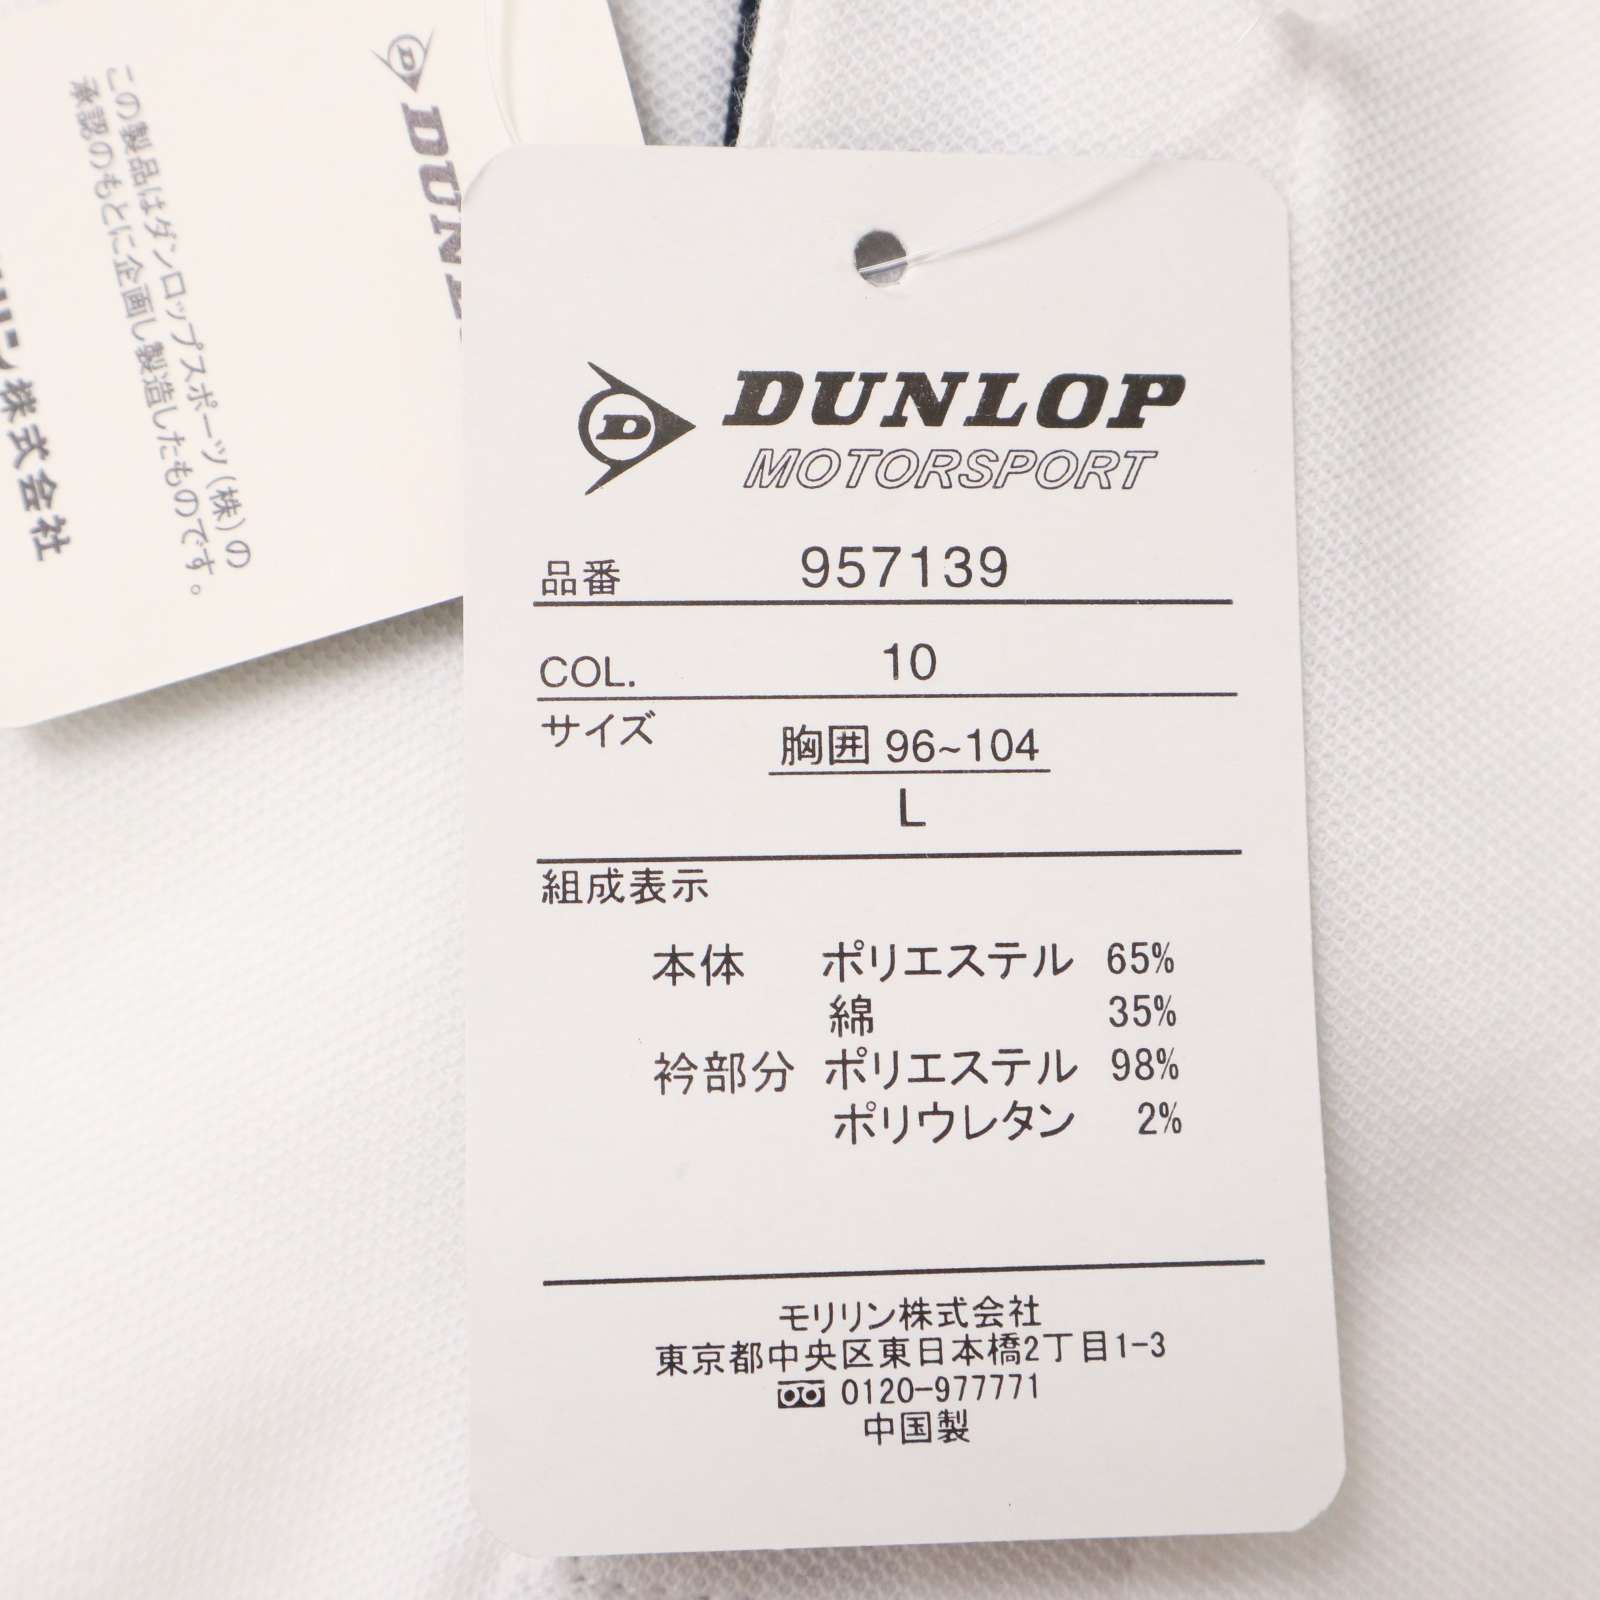 DUN
この製品はダンロップスポーツ(株)の
承認のもとに企画し製造したものです。
リン株式会社
D
DUNLOP
MOTORSPORT
品番 957139
COL. 10
サイズ 胸囲 96~104
L
組成表示
本体 ポリエステル 65%
綿 35%
衿部分 ポリエステル 98%
ポリウレタン 2%
モリリン株式会社
東京都中央区東日本橋2丁目1-3
0120-977771
中国製